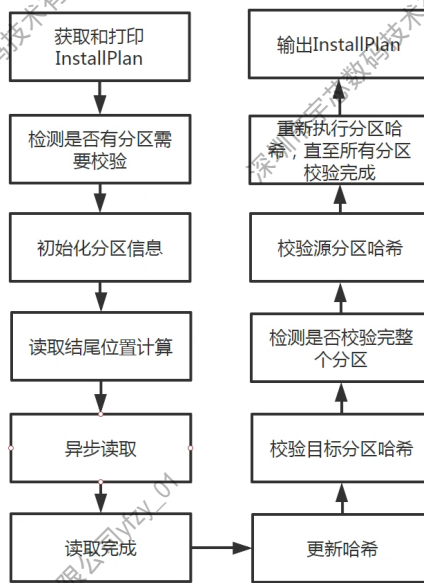 获取和打印
InstallPlan
检测是否有分区需
要校验
初始化分区信息
读取结尾位置计算
异步读取
读取完成
更新哈希
校验目标分区哈希
检测是否校验完整
个分区
校验源分区哈希
重新执行分区哈
希，直至所有分区
校验完成
输出InstallPlan